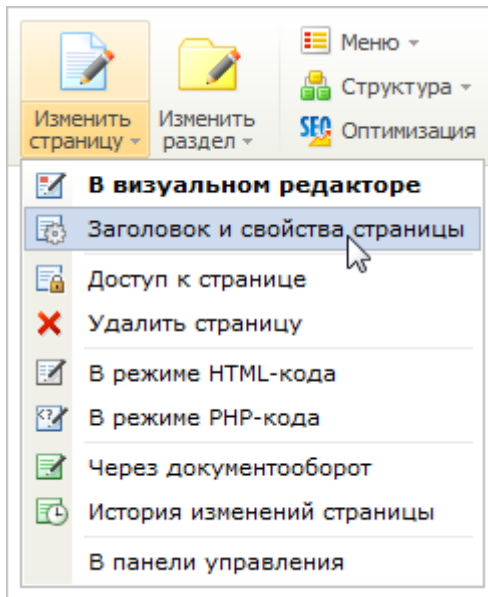 Изменить
страницу
Изменить
раздел
Меню
Структура
SEO Оптимизация
В визуальном редакторе
Заголовок и свойства страницы
Доступ к странице
Удалить страницу
В режиме HTML-кода
В режиме PHP-кода
Через документооборот
История изменений страницы
В панели управления